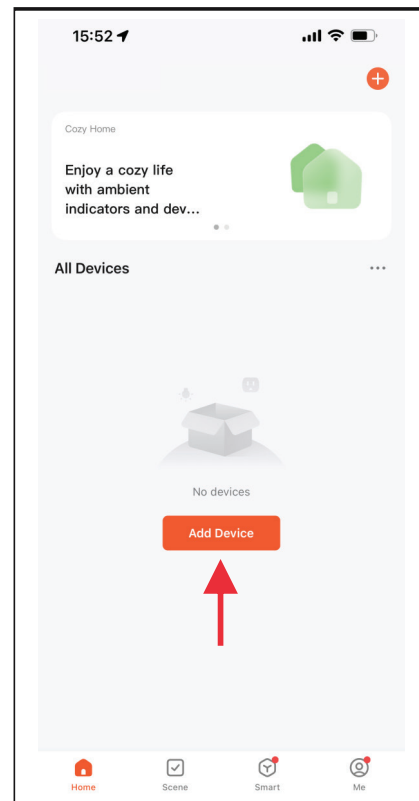 15:52
Cozy Home
Enjoy a cozy life
with ambient
indicators and dev...
All Devices
No devices
Add Device
Home Scene Smart Me